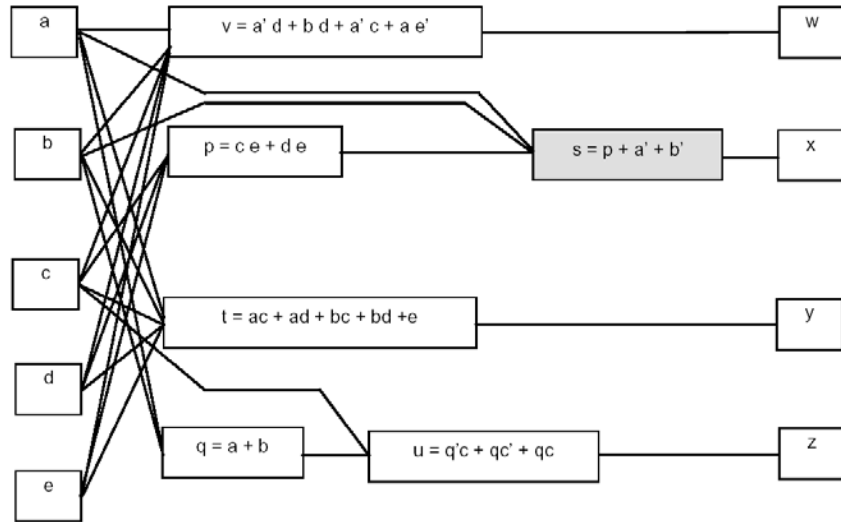 a
v = a' d + b d + a' c + a e'
w
b
p = c e + d e
s = p + a' + b'
x
c
t = ac + ad + bc + bd +e
y
d
q = a + b
u = q'c + qc' + qc
z
e